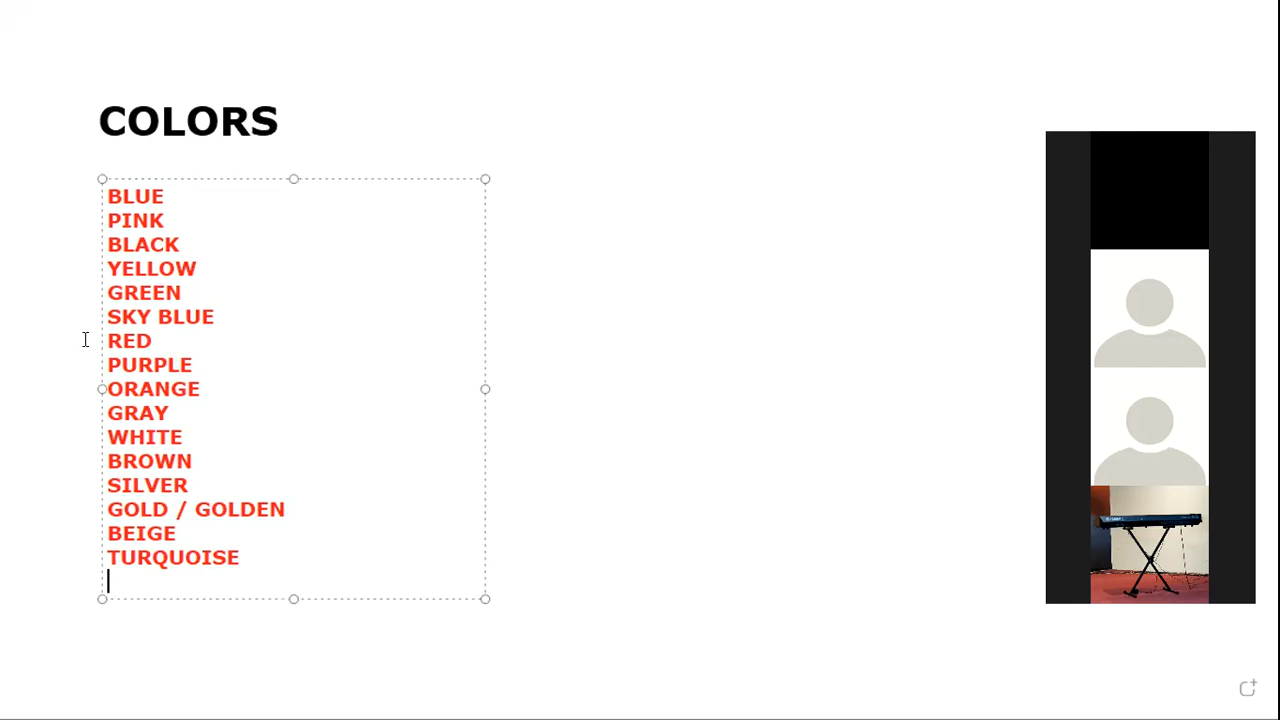 COLORS
BLUE
PINK
BLACK
YELLOW
GREEN
SKY BLUE
RED
PURPLE
ORANGE
GRAY
WHITE
BROWN
SILVER
GOLD / GOLDEN
BEIGE
TURQUOISE